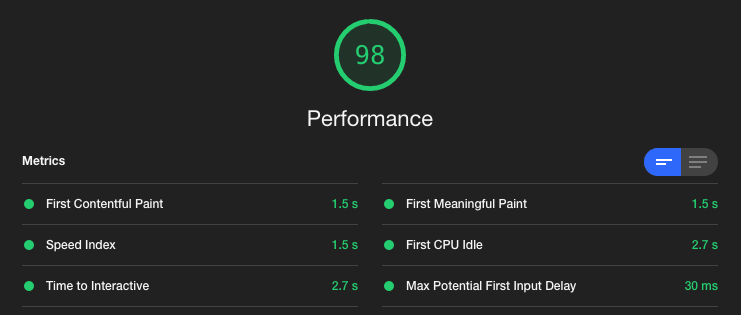 98
Performance
Metrics
First Contentful Paint 1.5 s
First Meaningful Paint 1.5 s
Speed Index 1.5 s
First CPU Idle 2.7 s
Time to Interactive 2.7 s
Max Potential First Input Delay 30 ms